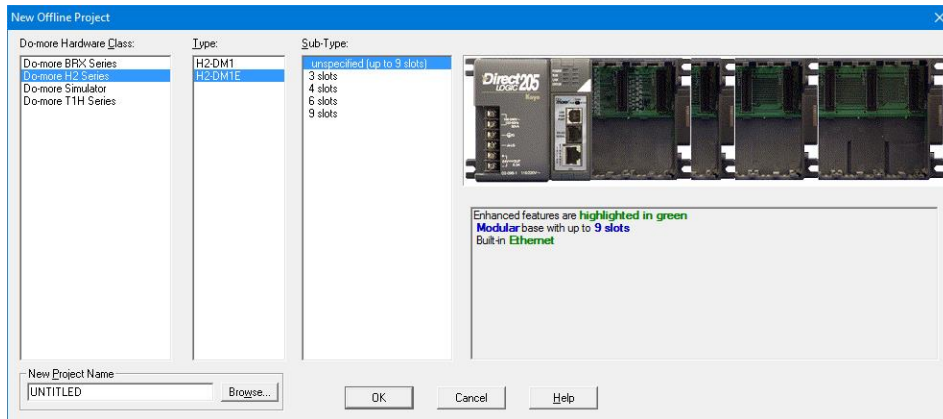 New Offline Project
Do-more Hardware Class:
Do-more BRX Series
Do-more H2 Series
Do-more Simulator
Do-more T1H Series
Type:
H2-DM1
H2-DM1E
Sub-Type:
unspecified (up to 9 slots)
3 slots
4 slots
6 slots
9 slots
Direct
LOGIC 205
Koyo
Enhanced features are highlighted in green
Modular base with up to 9 slots
Built-in Ethernet
New Project Name
UNTITLED
Browse...
OK
Cancel
Help